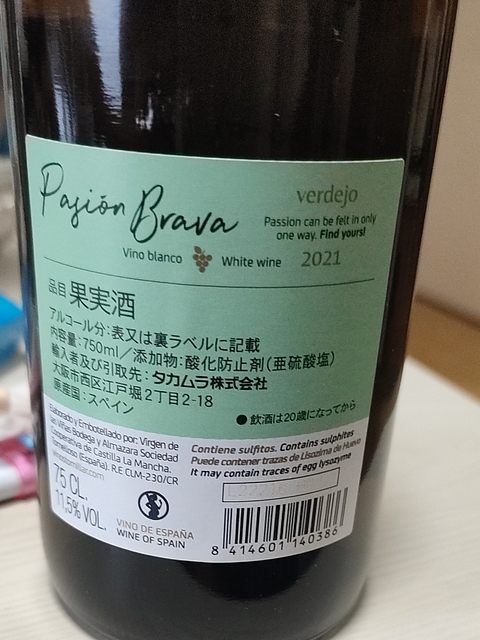 Pasión Brava
verdejo
Passion can be felt in only
one way. Find yours!
Vino blanco White wine 2021
品目 果実酒
アルコール分:表又は裏ラベルに記載
内容量:750ml/添加物:酸化防止剤(亜硫酸塩)
輸入者及び引取先:タカムラ株式会社
大阪市西区江戸堀2丁目2-18
原産国:スペイン
●飲酒は20歳になってから
Elaborado y Embotellado por: Virgen de
las Viñas Bodega y Almazara Sociedad
Cooperativa de Castilla La Mancha.
Tomelloso (España). R.E CLM-230/CR
75 CL.
11,5% VOL.
VINO DE ESPAÑA
WINE OF SPAIN
Contiene sulfitos. Contains sulphites
Puede contener trazas de Lisozima de Huevo
It may contain traces of egg lysozyme
8 414601 140386